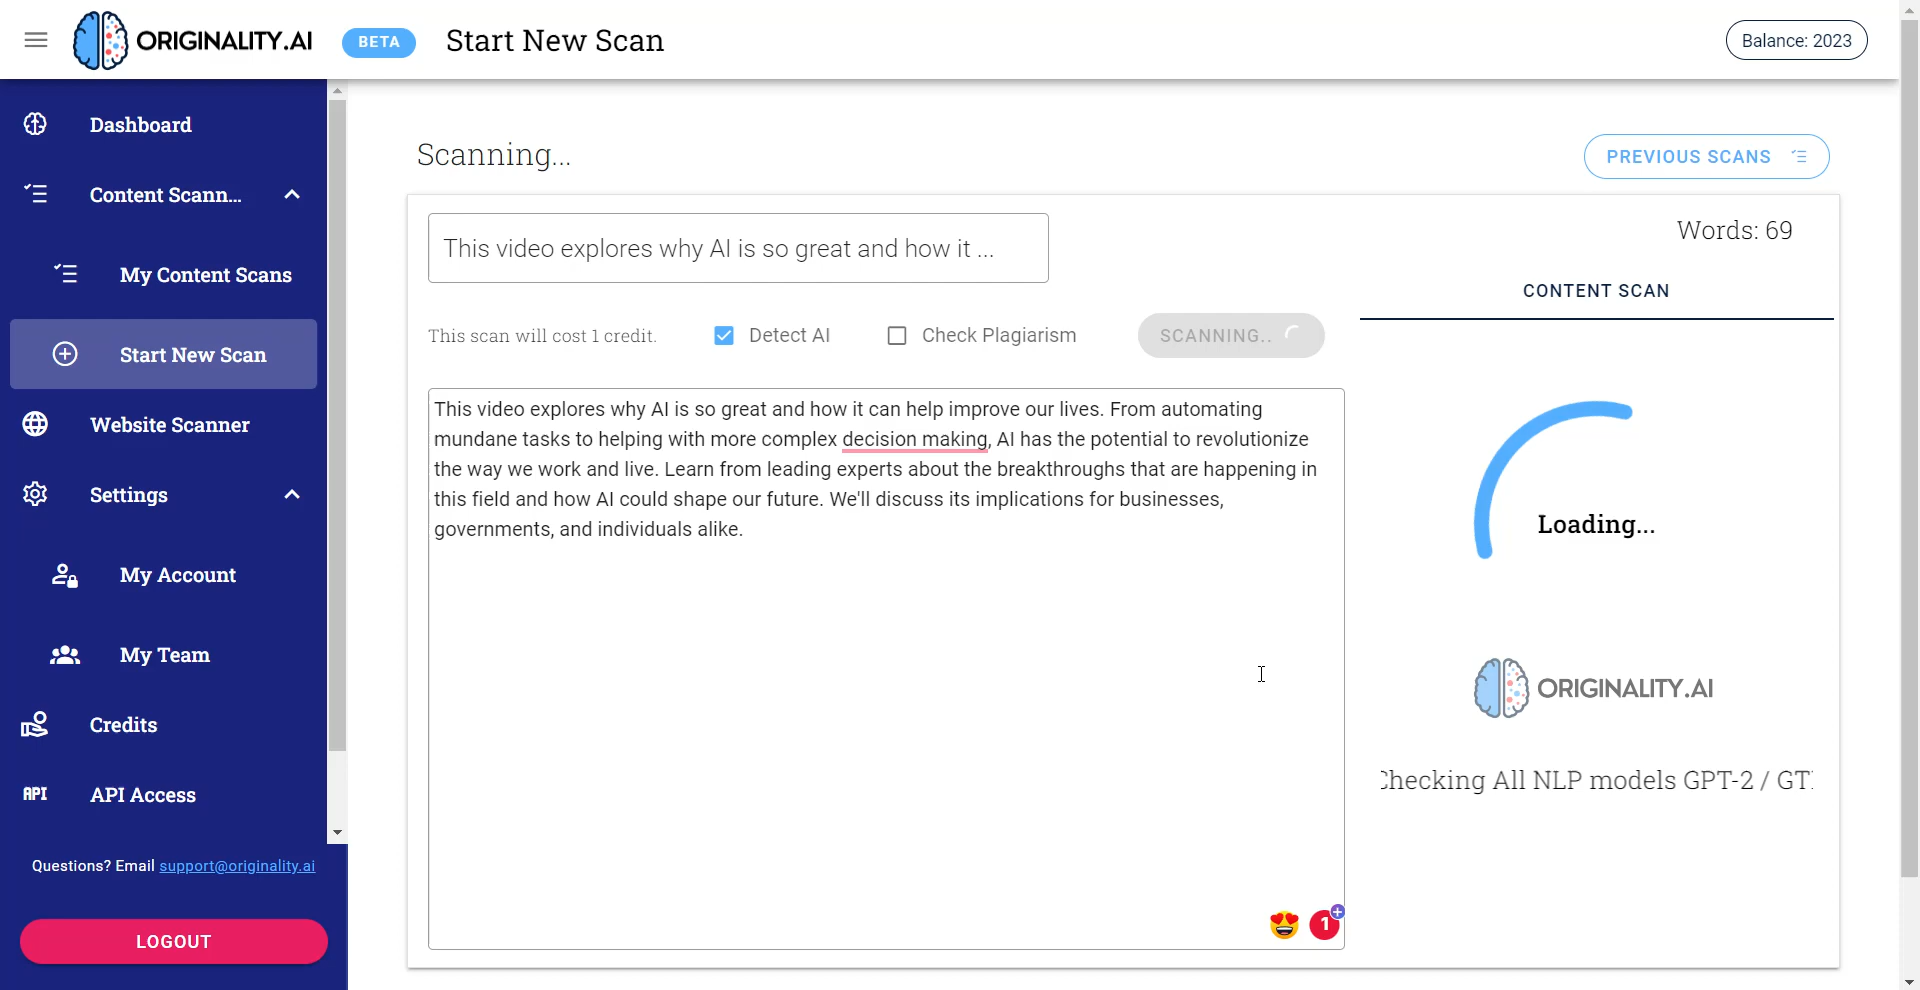 ORIGINALITY.AI
BETA
Start New Scan
Balance: 2023
Dashboard
Content Scann...
My Content Scans
Start New Scan
Website Scanner
Settings
My Account
My Team
Credits
API
API Access
Questions? Email support@originality.ai
LOGOUT
Scanning...
PREVIOUS SCANS
This video explores why AI is so great and how it ...
Words: 69
CONTENT SCAN
This scan will cost 1 credit.
Detect AI
Check Plagiarism
SCANNING..
This video explores why AI is so great and how it can help improve our lives. From automating
mundane tasks to helping with more complex decision making, AI has the potential to revolutionize
the way we work and live. Learn from leading experts about the breakthroughs that are happening in
this field and how AI could shape our future. We'll discuss its implications for businesses,
governments, and individuals alike.
1
Loading...
ORIGINALITY.AI
Checking All NLP models GPT-2 /